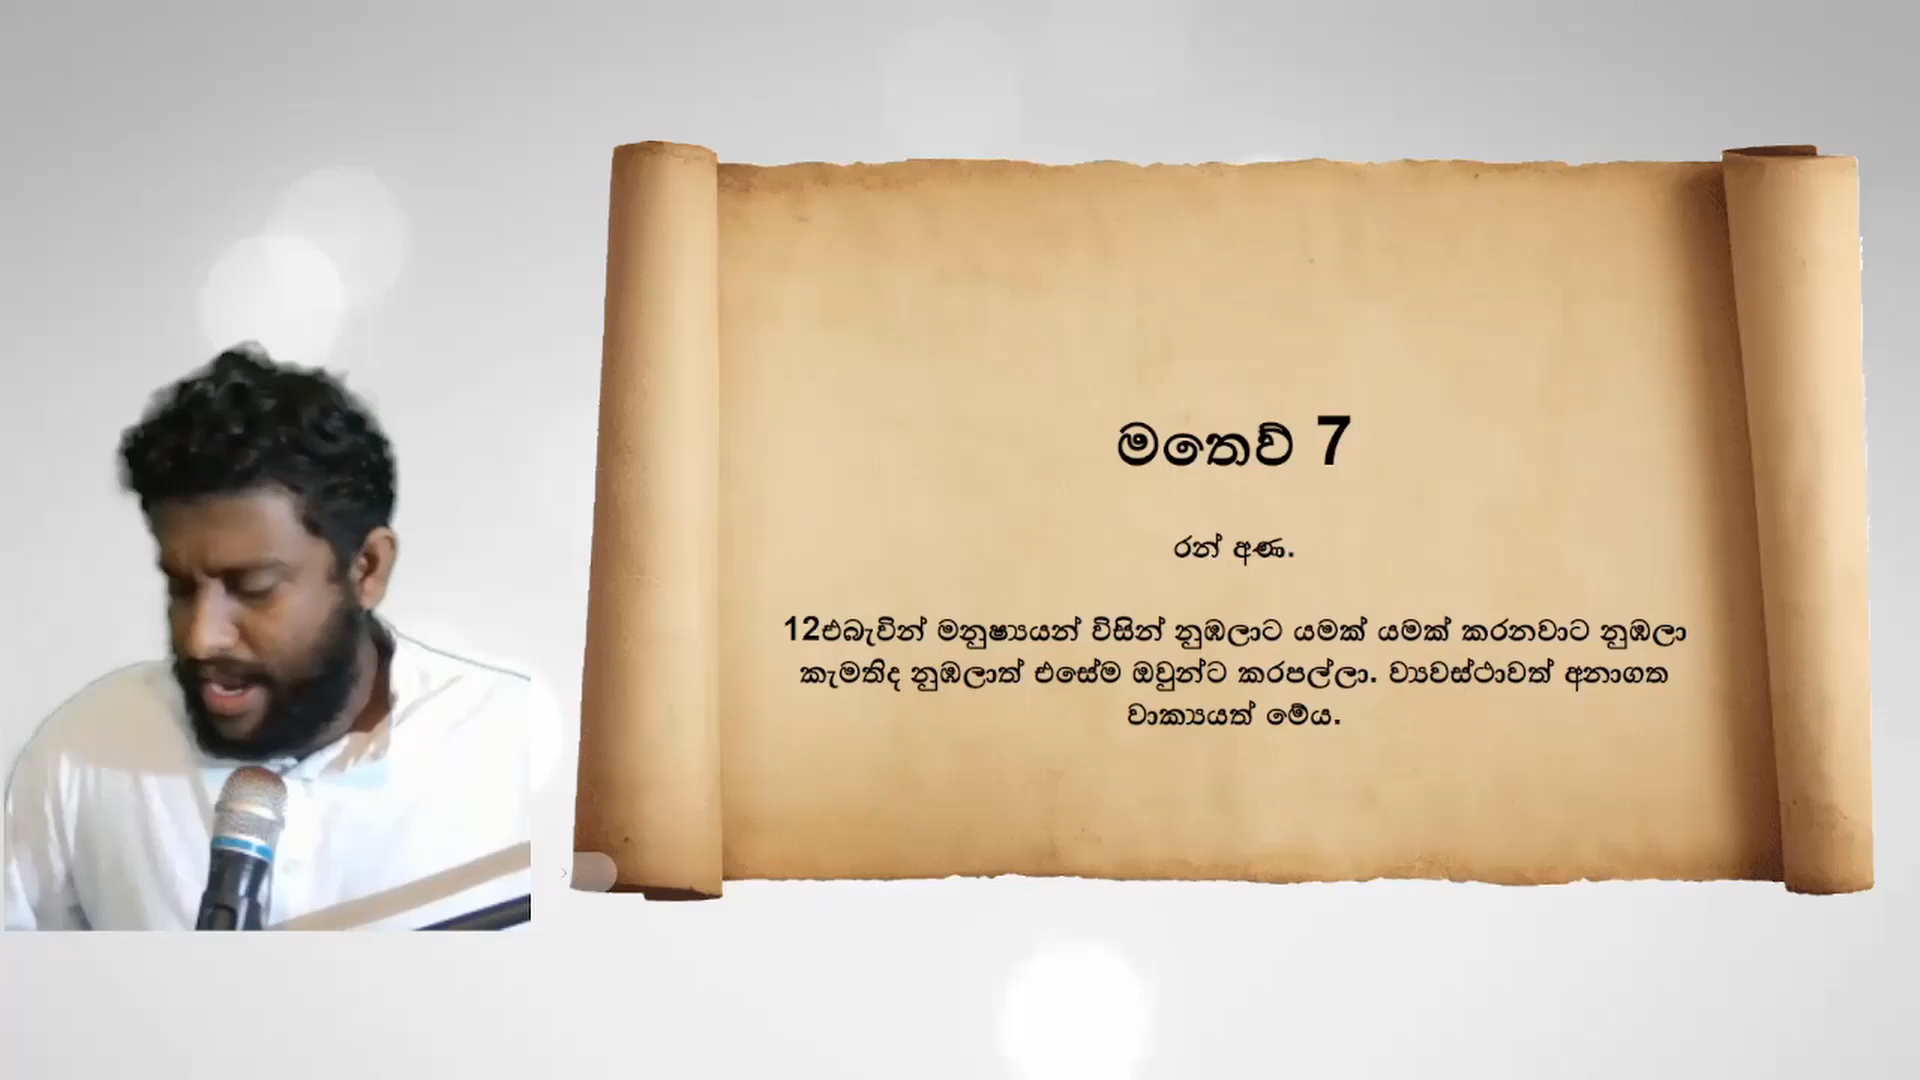 මතෙව් 7
රන් අණ.
12එබැවින් මනුෂ්‍යයන් විසින් නුඹලාට යමක් යමක් කරනවාට නුඹලා
කැමතිද නුඹලාත් එසේම ඔවුන්ට කරපල්ලා. ව්‍යවස්ථාවත් අනාගත
වාක්‍යයත් මේය.